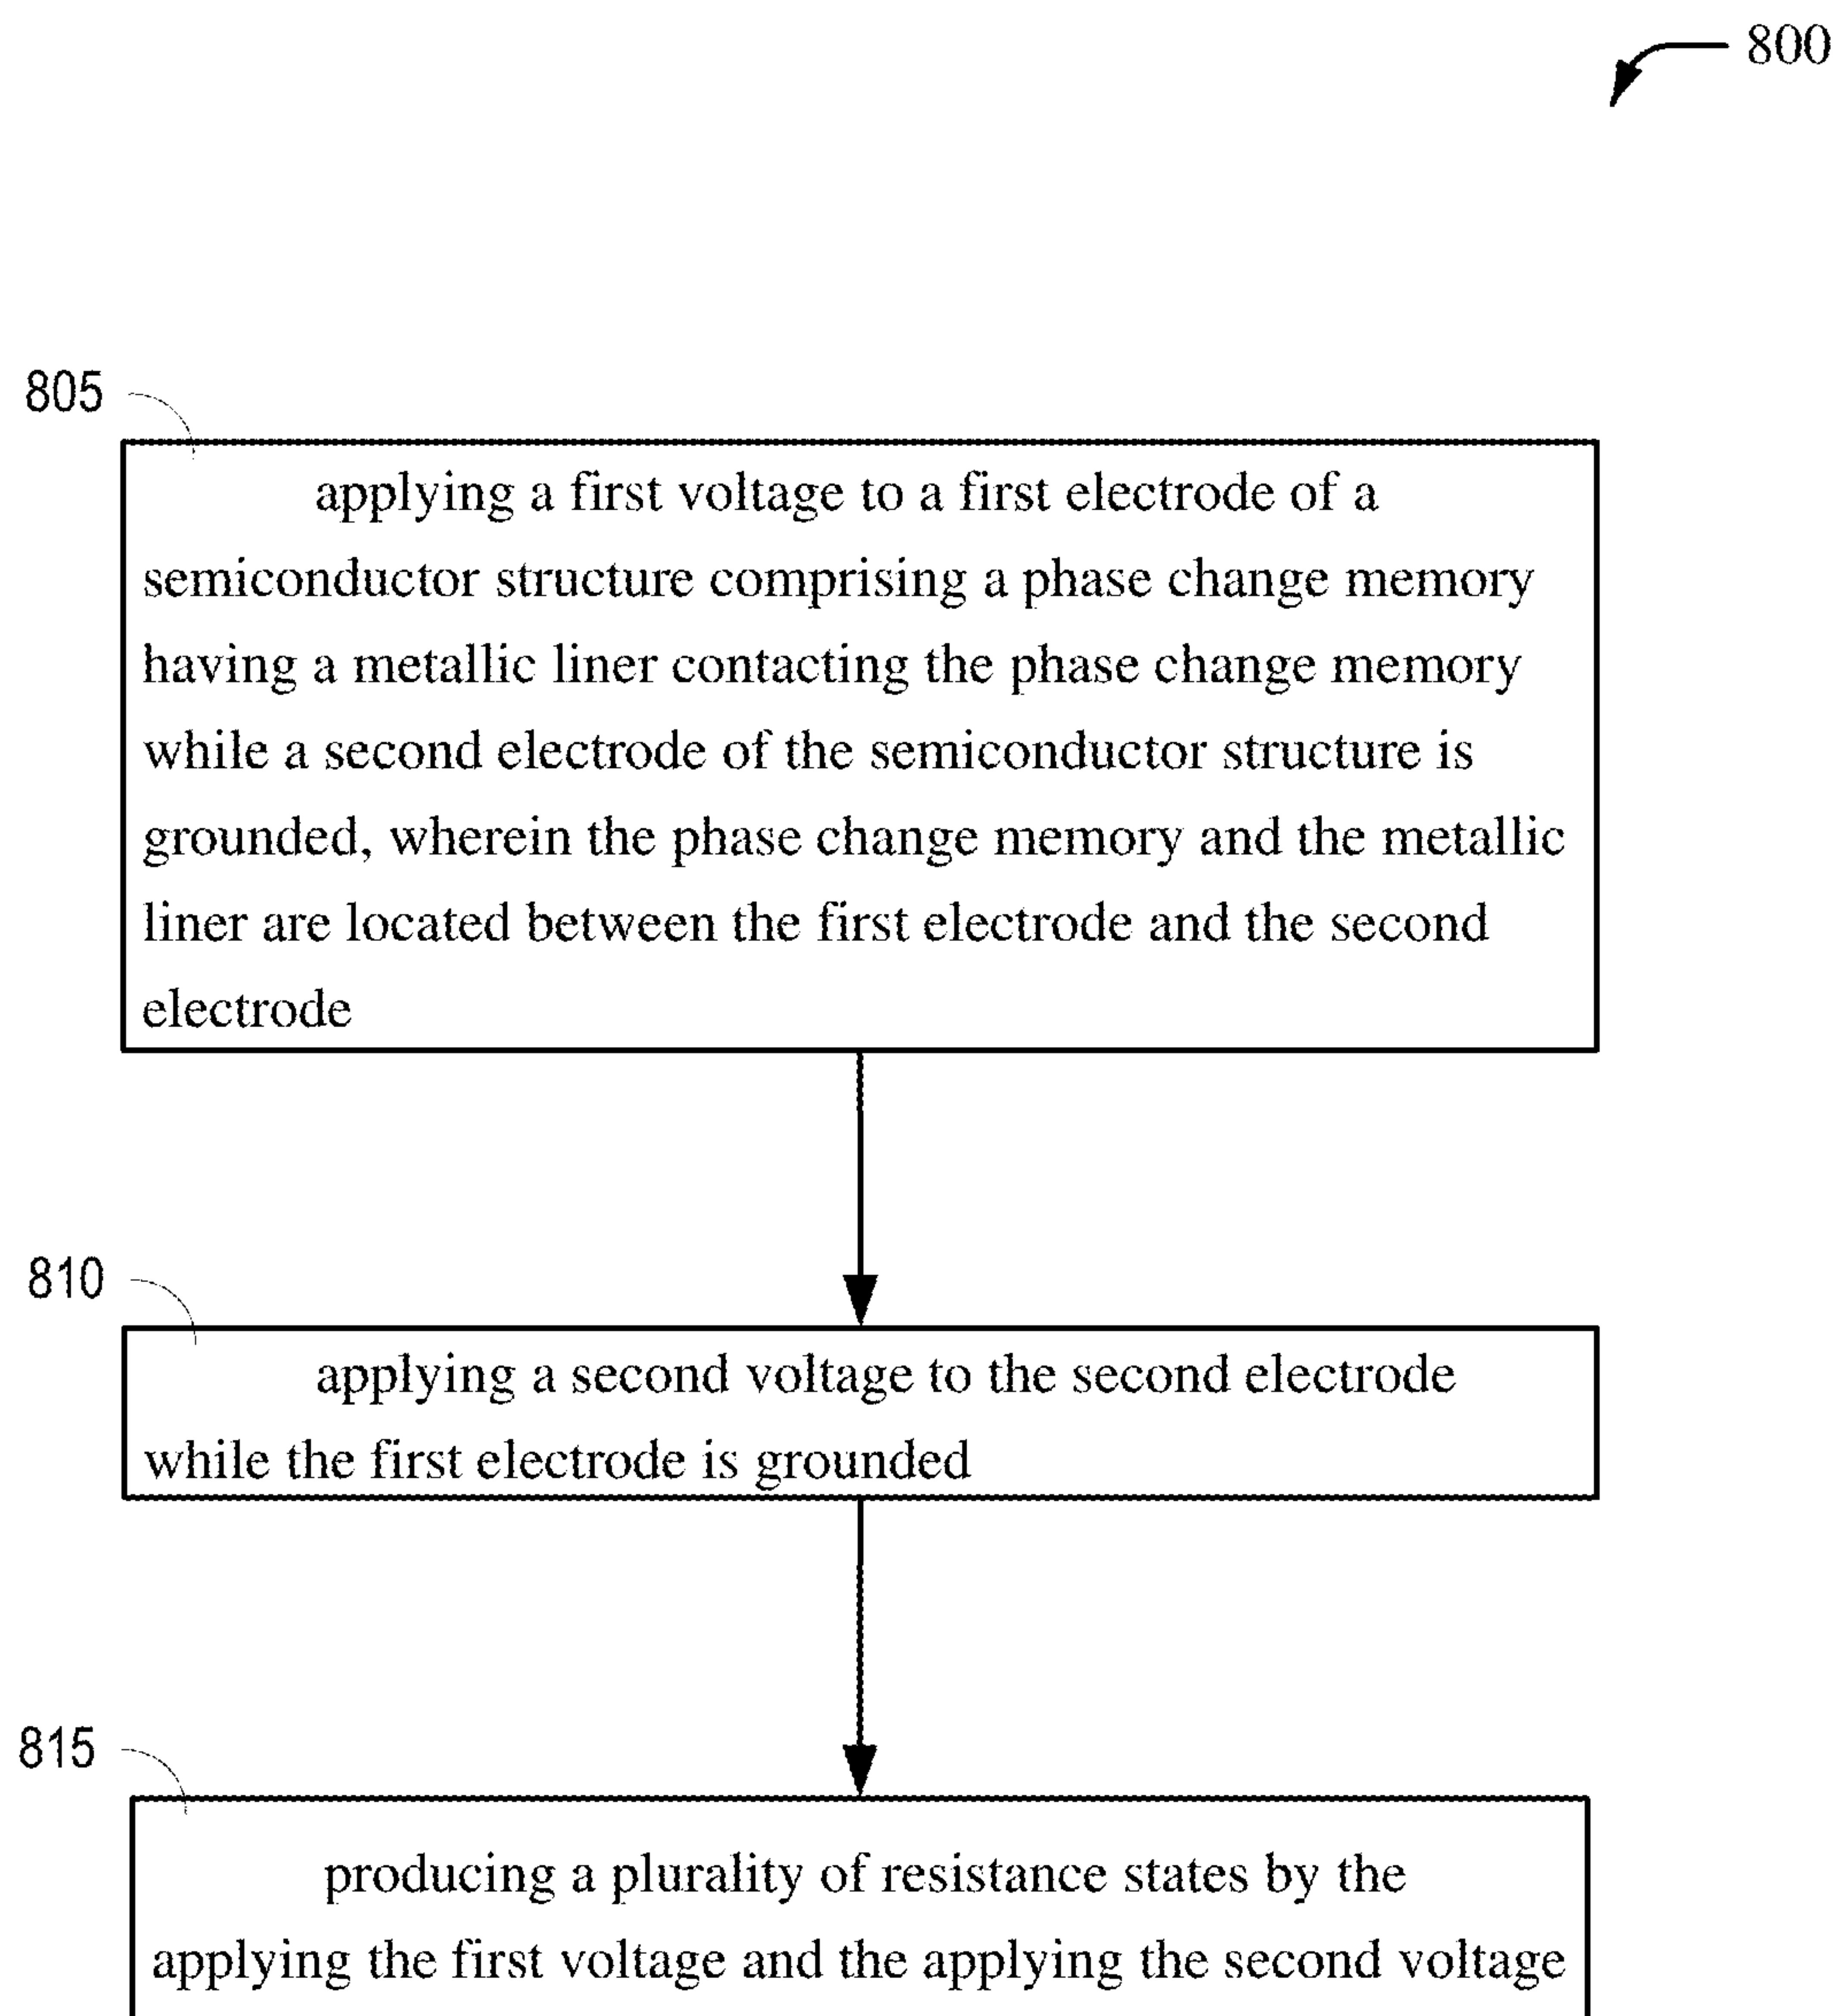 800
805
applying a first voltage to a first electrode of a
semiconductor structure comprising a phase change memory
having a metallic liner contacting the phase change memory
while a second electrode of the semiconductor structure is
grounded, wherein the phase change memory and the metallic
liner are located between the first electrode and the second
electrode
810
applying a second voltage to the second electrode
while the first electrode is grounded
815
producing a plurality of resistance states by the
applying the first voltage and the applying the second voltage